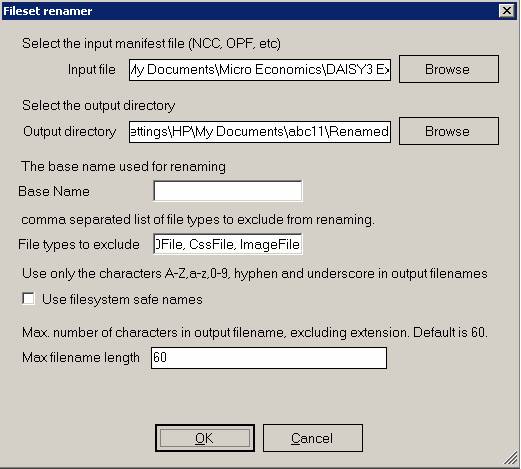 Fileset renamer
Select the input manifest file (NCC, OPF, etc)
Input file My Documents\Micro Economics\DAISY3 Ex Browse
Select the output directory
Output directory ettings\HP\My Documents\abc11\Renamed Browse
The base name used for renaming
Base Name
comma separated list of file types to exclude from renaming.
File types to exclude File, CssFile, ImageFile
Use only the characters A-Z,a-z,0-9, hyphen and underscore in output filenames
Use filesystem safe names
Max. number of characters in output filename, excluding extension. Default is 60.
Max filename length 60
OK Cancel